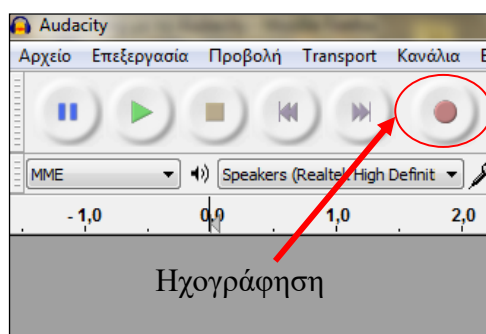 Audacity
Αρχείο Επεξεργασία Προβολή Transport Κανάλια
MME Speakers (Realtek High Definit
- 1,0 0,0 1,0 2,0
Ηχογράφηση